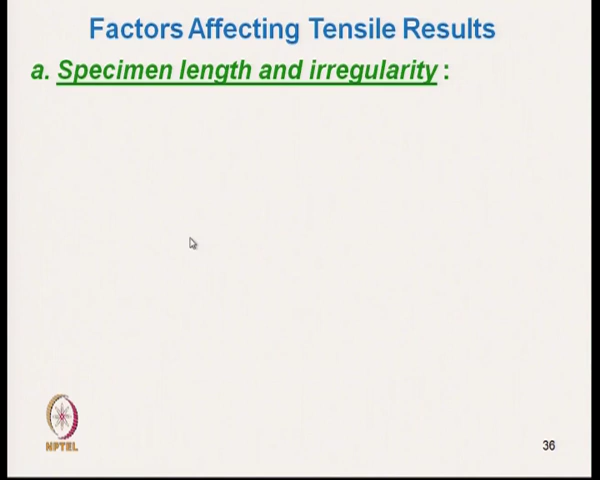 Factors Affecting Tensile Results
a. Specimen length and irregularity :
NPTEL
36